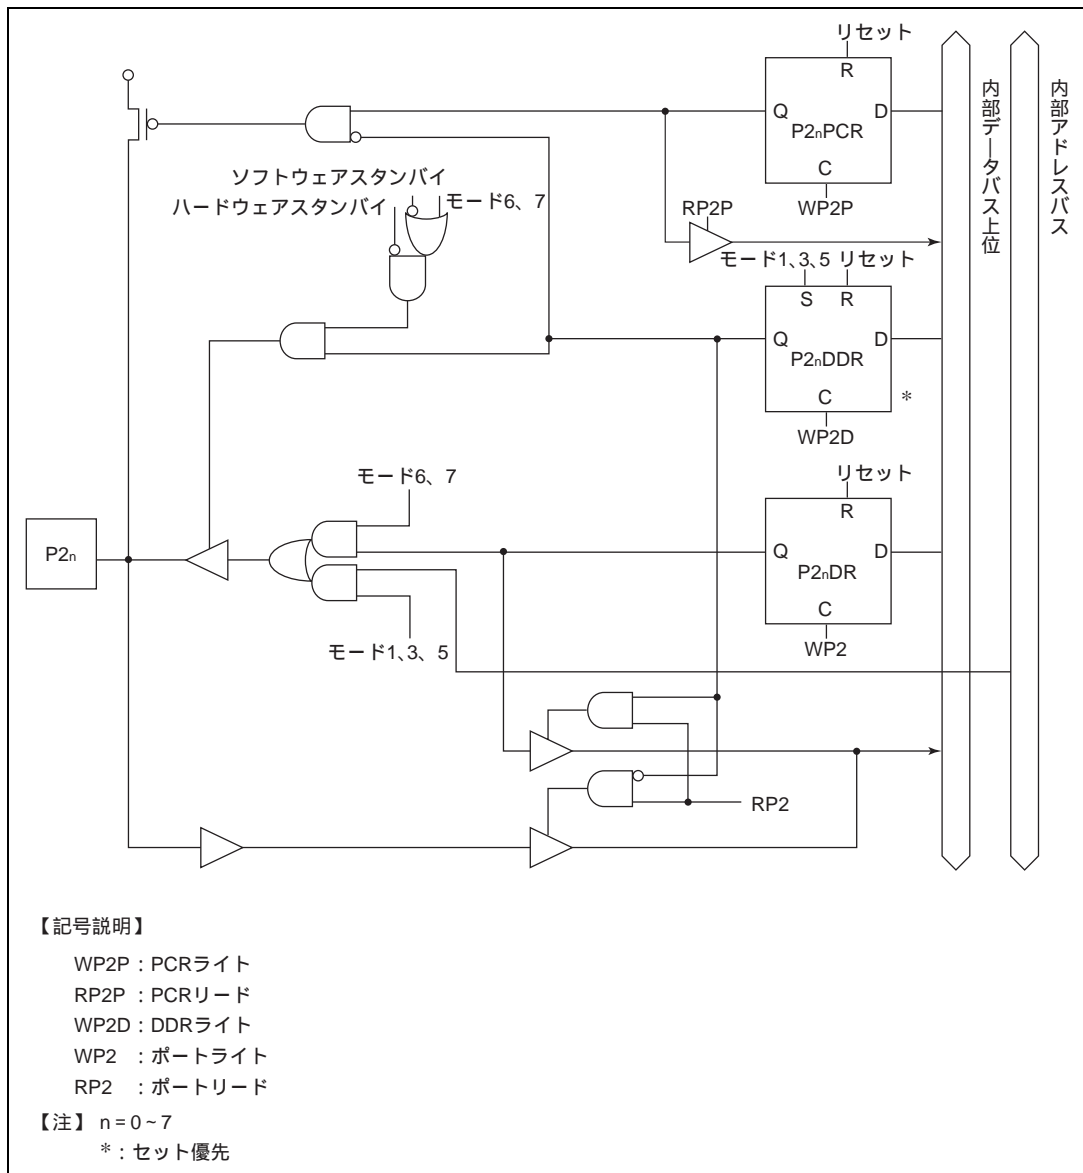 リセット
R
Q
D
P2nPCR
C
WP2P
内部データバス上位
内部アドレスバス
ソフトウェアスタンバイ
ハードウェアスタンバイ
モード6、7
RP2P
モード1、3、5 リセット
S R
Q
D
P2nDDR
C
*
WP2D
モード6、7
リセット
R
P2n
Q
D
P2nDR
C
モード1,3、5
WP2
RP2
【記号説明】
WP2P : PCRライト
RP2P : PCRリード
WP2D : DDRライト
WP2 : ポートライト
RP2 : ポートリード
【注】 n = 0 ~ 7
* : セット優先